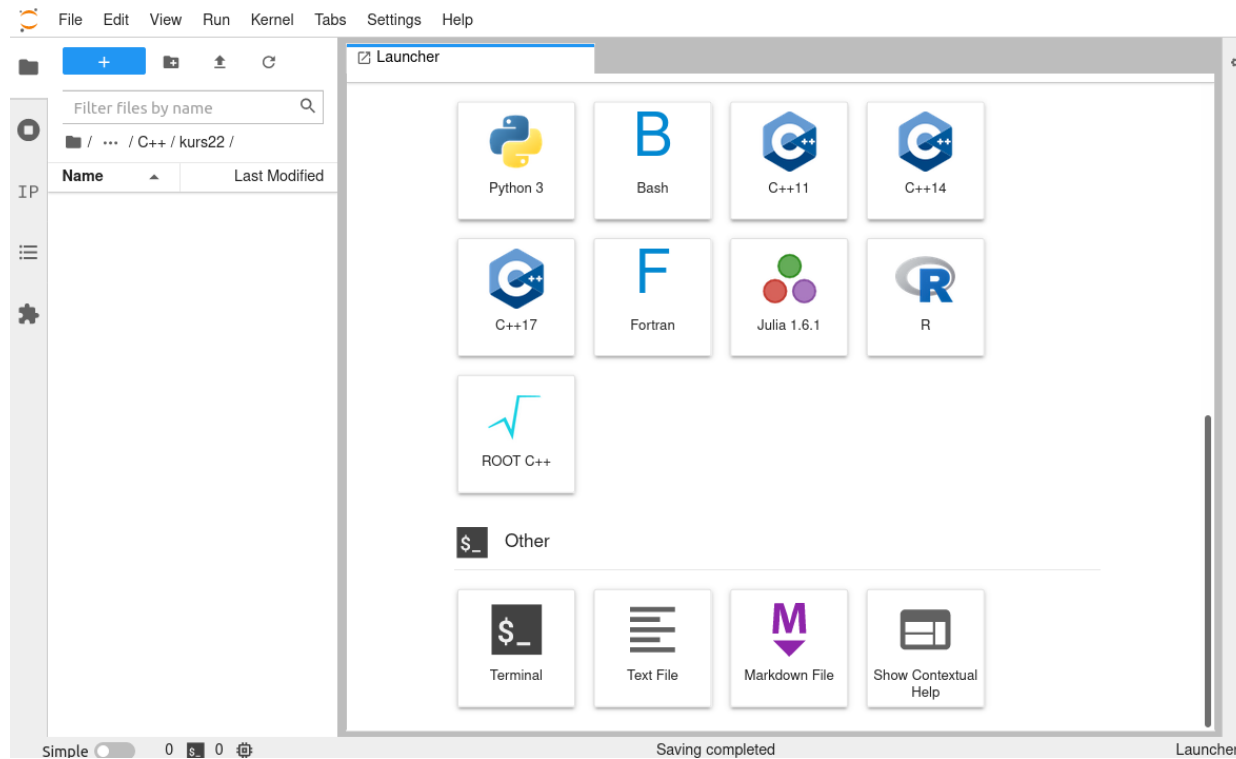 File Edit View Run Kernel Tabs Settings Help
+
Filter files by name
/ ··· / C++ / kurs22 /
Name Last Modified
IP
Launcher
Python 3
B
Bash
C++11
C++14
C++17
F
Fortran
Julia 1.6.1
R
R
ROOT C++
$_ Other
$_
Terminal
Text File
M
Markdown File
Show Contextual
Help
Simple 0 $_ 0 Saving completed Launcher